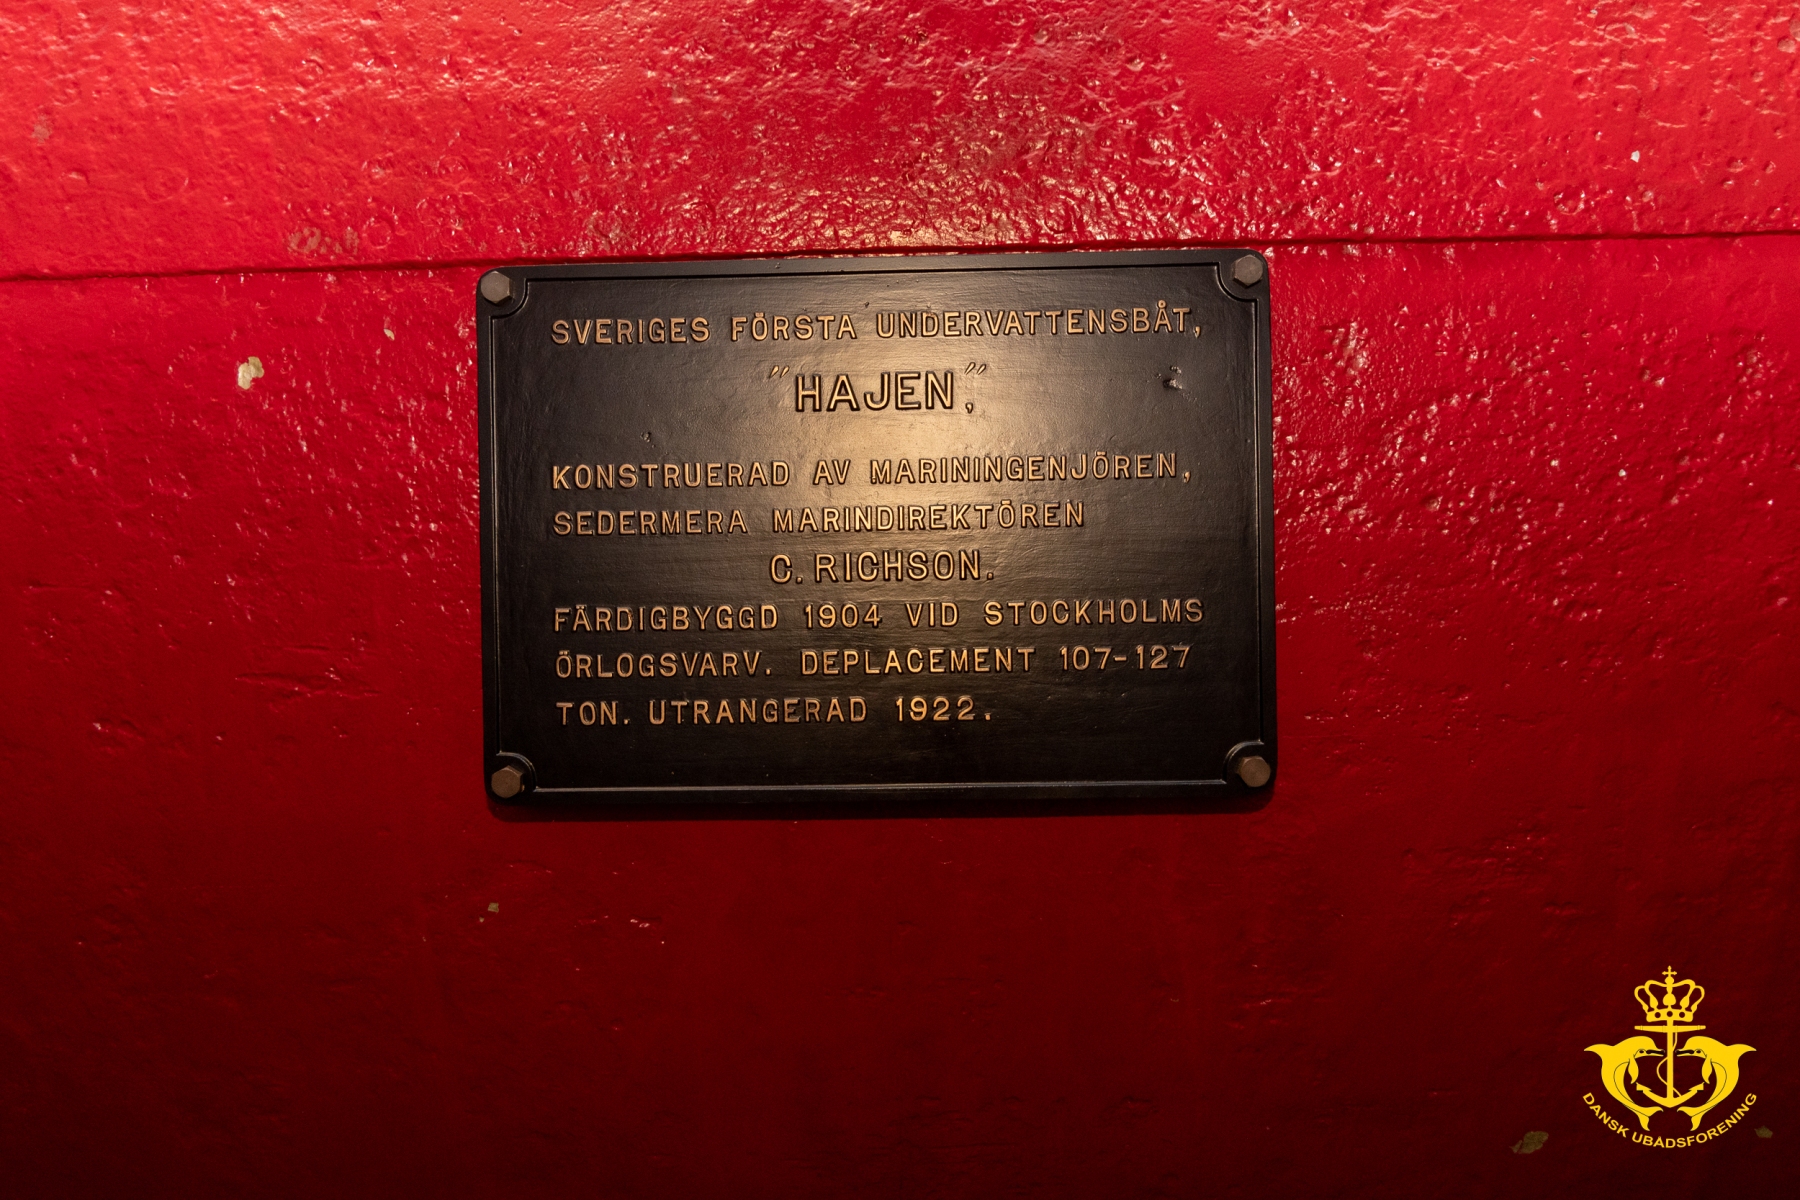 SVERIGES FÖRSTA UNDERVATTENSBÅT,
"HAJEN",
KONSTRUERAD AV MARININGENJÖREN,
SEDERMERA MARINDIREKTÖREN
C. RICHSON.
FÄRDIGBYGGD 1904 VID STOCKHOLMS
ÖRLOGSVARV. DEPLACEMENT 107-127
TON. UTRANGERAD 1922.
DANSK UBÅDSFORENING